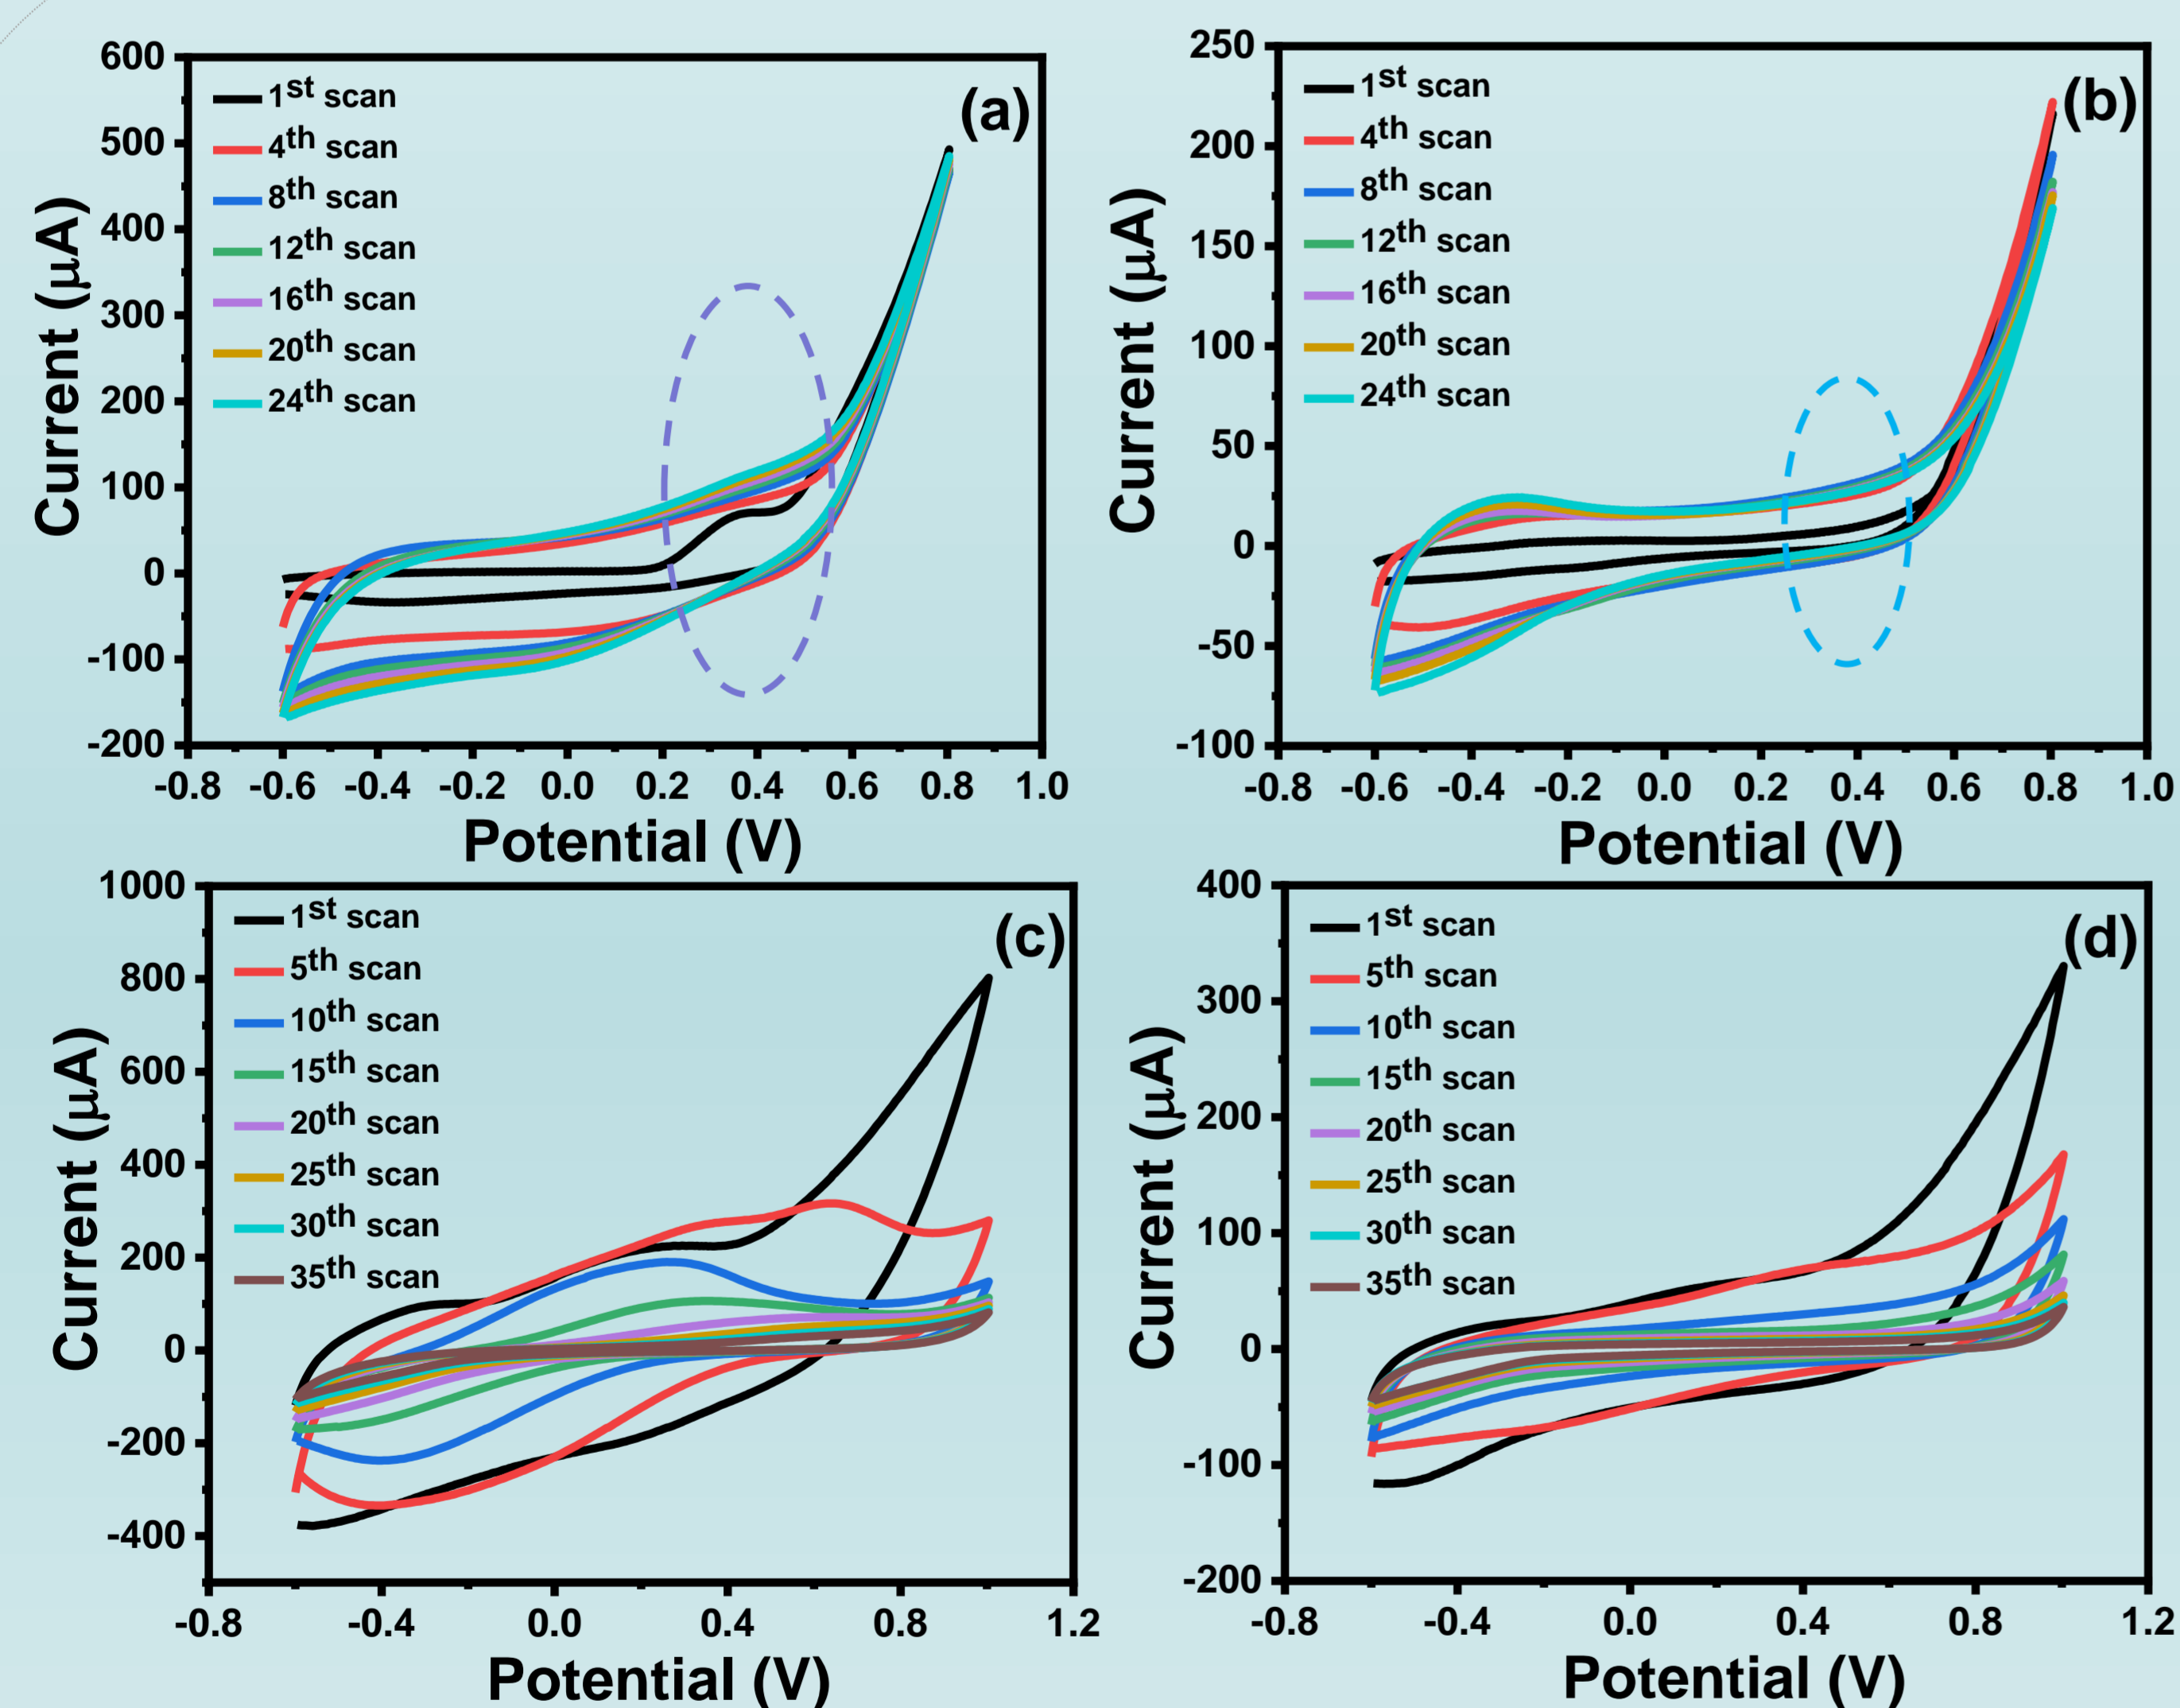 (a)
1st scan
4th scan
8th scan
12th scan
16th scan
20th scan
24th scan
600
500
400
300
200
100
0
-100
-200
Current (μA)
-0.8 -0.6 -0.4 -0.2 0.0 0.2 0.4 0.6 0.8 1.0
Potential (V)
(b)
1st scan
4th scan
8th scan
12th scan
16th scan
20th scan
24th scan
250
200
150
100
50
0
-50
-100
Current (μA)
-0.8 -0.6 -0.4 -0.2 0.0 0.2 0.4 0.6 0.8 1.0
Potential (V)
(c)
1st scan
5th scan
10th scan
15th scan
20th scan
25th scan
30th scan
35th scan
1000
800
600
400
200
0
-200
-400
Current (μA)
-0.8 -0.4 0.0 0.4 0.8 1.2
Potential (V)
(d)
1st scan
5th scan
10th scan
15th scan
20th scan
25th scan
30th scan
35th scan
400
300
200
100
0
-100
-200
Current (μA)
-0.8 -0.4 0.0 0.4 0.8 1.2
Potential (V)